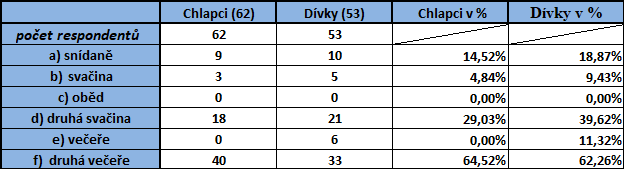 Chlapci (62) Dívky (53) Chlapci v % Dívky v %
počet respondentů 62 53
a) snídaně 9 10 14,52% 18,87%
b) svačina 3 5 4,84% 9,43%
c) oběd 0 0 0,00% 0,00%
d) druhá svačina 18 21 29,03% 39,62%
e) večeře 0 6 0,00% 11,32%
f) druhá večeře 40 33 64,52% 62,26%